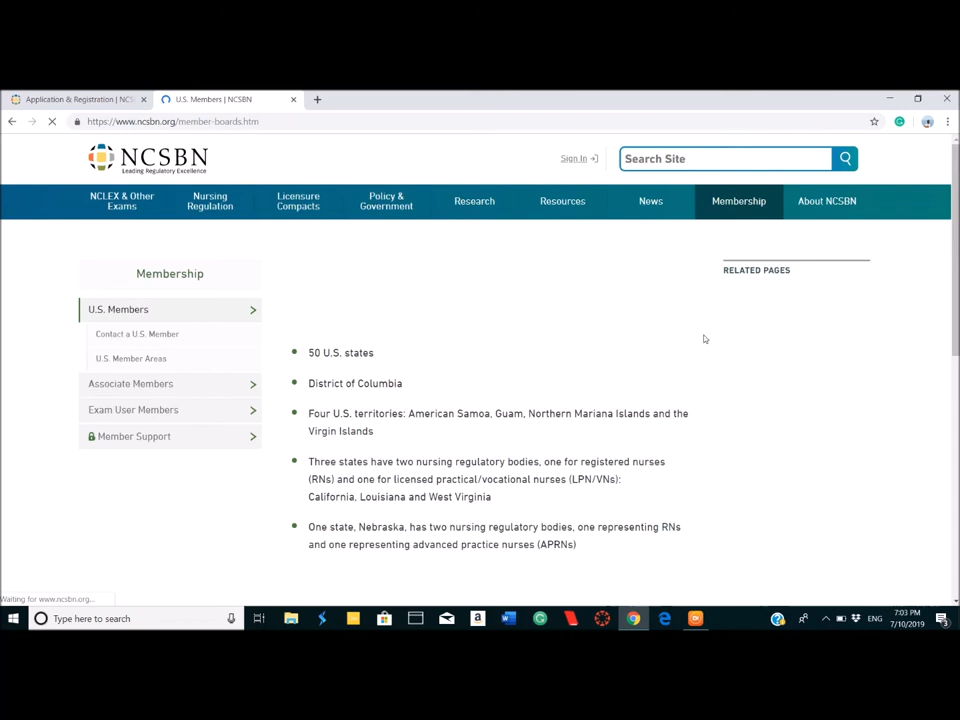 Application & Registration | NCS
U.S. Members | NCSBN
https://www.ncsbn.org/member-boards.htm
NCSBN
Leading Regulatory Excellence
Sign In
Search Site
NCLEX & Other Exams
Nursing Regulation
Licensure Compacts
Policy & Government
Research
Resources
News
Membership
About NCSBN
Membership
U.S. Members
Contact a U.S. Member
U.S. Member Areas
Associate Members
Exam User Members
Member Support
RELATED PAGES
50 U.S. states
District of Columbia
Four U.S. territories: American Samoa, Guam, Northern Mariana Islands and the
Virgin Islands
Three states have two nursing regulatory bodies, one for registered nurses
(RNs) and one for licensed practical/vocational nurses (LPN/VNs):
California, Louisiana and West Virginia
One state, Nebraska, has two nursing regulatory bodies, one representing RNs
and one representing advanced practice nurses (APRNs)
Waiting for www.ncsbn.org...
Type here to search
ENG
7:03 PM
7/10/2019